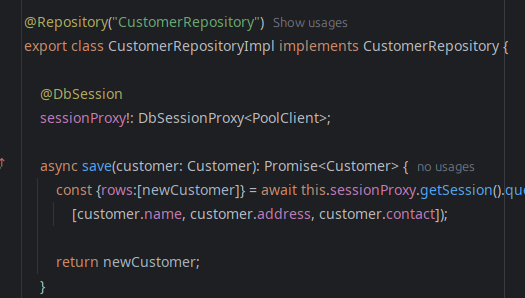 @Repository("CustomerRepository") Show usages
export class CustomerRepositoryImpl implements CustomerRepository {
@DbSession
sessionProxy!: DbSessionProxy<PoolClient>;
async save(customer: Customer): Promise<Customer> { no usages
const {rows:[newCustomer]} = await this.sessionProxy.getSession().qu
[customer.name, customer.address, customer.contact]);
return newCustomer;
}